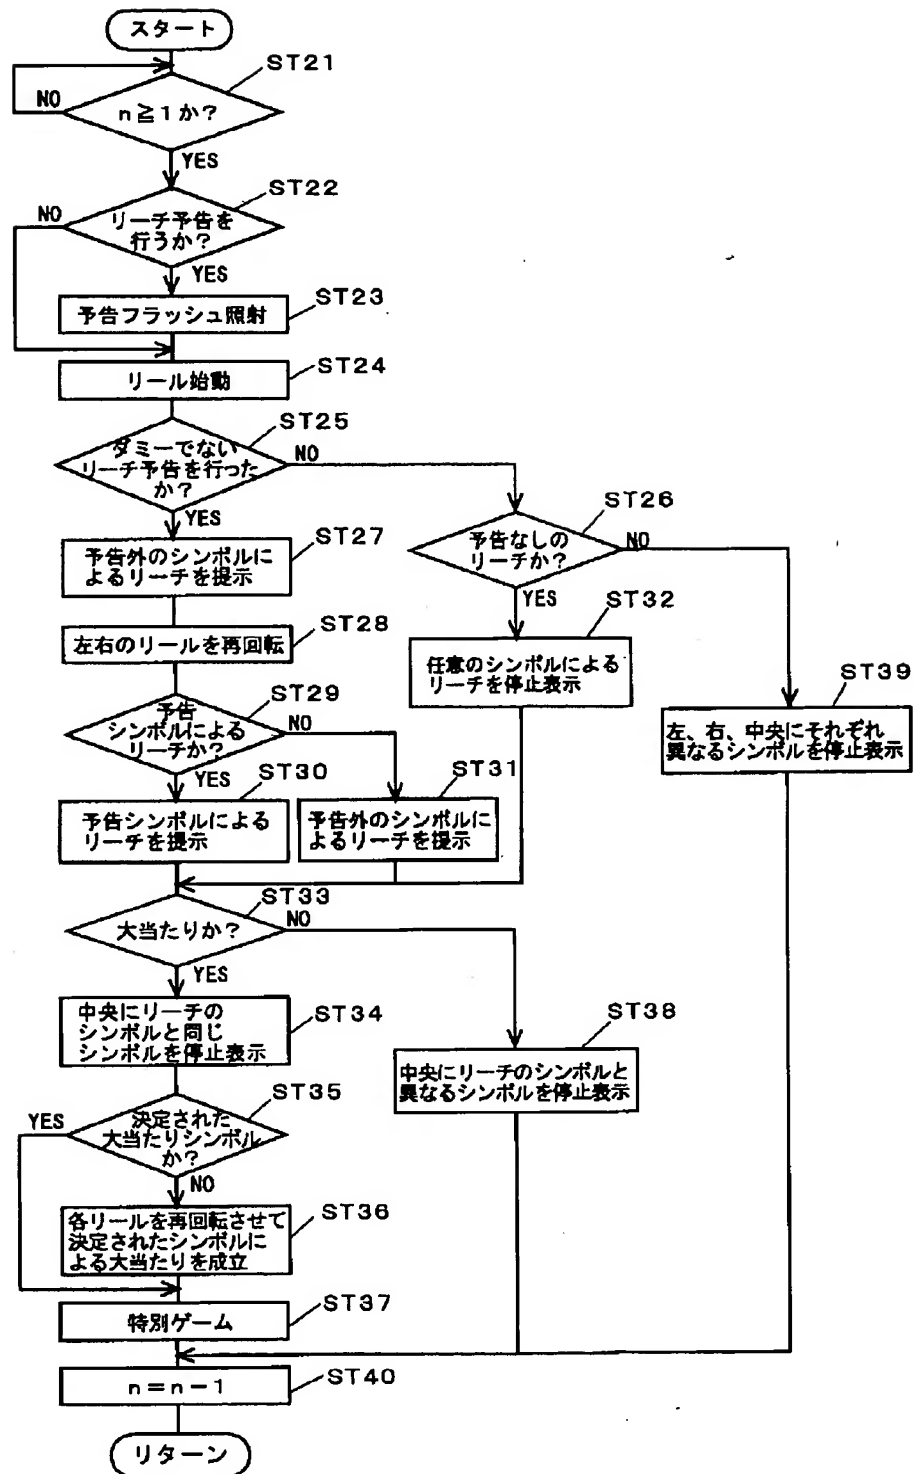 スタート
ST21
n≧1か?
NO
YES
ST22
NO
リーチ予告を
行うか?
YES
ST23
予告フラッシュ照射
ST24
リール始動
ST25
ダミーでない
リーチ予告を行った
か?
NO
YES
ST26
予告なしの
リーチか?
NO
YES
ST27
予告外のシンボルに
よるリーチを提示
ST28
左右のリールを再回転
ST32
任意のシンボルによる
リーチを停止表示
ST39
左、右、中央にそれぞれ
異なるシンボルを停止表示
ST29
予告
シンボルによる
リーチか?
NO
YES
ST30
予告シンボルによる
リーチを提示
ST31
予告外のシンボルに
よるリーチを提示
ST33
大当たりか?
NO
YES
ST34
中央にリーチの
シンボルと同じ
シンボルを停止表示
ST38
中央にリーチのシンボルと
異なるシンボルを停止表示
ST35
YES
決定された
大当たりシンボル
か?
NO
ST36
各リールを再回転させて
決定されたシンボルに
よる大当たりを成立
ST37
特別ゲーム
ST40
n=n-1
リターン